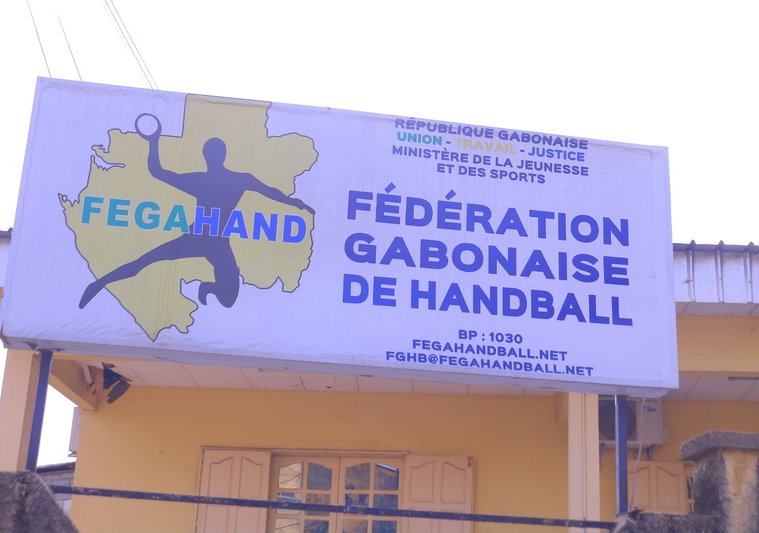 FEGAHAND
RÉPUBLIQUE GABONAISE
UNION - TRAVAIL - JUSTICE
MINISTÈRE DE LA JEUNESSE
ET DES SPORTS
FÉDÉRATION
GABONAISE
DE HANDBALL
BP : 1030
FEGAHANDBALL.NET
FGHB@FEGAHANDBALL.NET